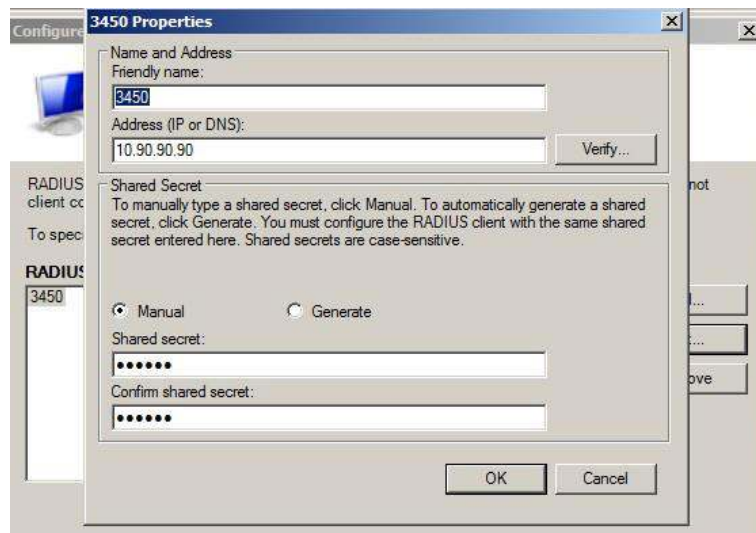 Configure
3450 Properties
Name and Address
Friendly name:
3450
Address (IP or DNS):
10.90.90.90
Verify...
RADIUS
not
client co
To spec
Shared Secret
To manually type a shared secret, click Manual. To automatically generate a shared
secret, click Generate. You must configure the RADIUS client with the same shared
secret entered here. Shared secrets are case-sensitive.
RADIUS
3450
Manual
Generate
Shared secret:
●●●●●●
Confirm shared secret:
●●●●●●
ove
OK
Cancel